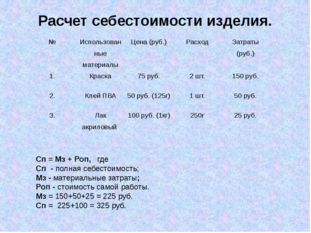 Расчет себестоимости изделия.
№ Использован Цена (руб.) Расход Затраты
ные (руб.)
материалы
1. Краска 75 руб. 2 шт. 150 руб.
2. Клей ПВА 50 руб. (125г) 1 шт. 50 руб.
3. Лак 100 руб. (1кг) 250г 25 руб.
акриловый
Сп = Мз + Роп, где
Сп - полная себестоимость;
Мз - материальные затраты;
Роп - стоимость самой работы.
Мз = 150+50+25 = 225 руб.
Сп = 225+100 = 325 руб.